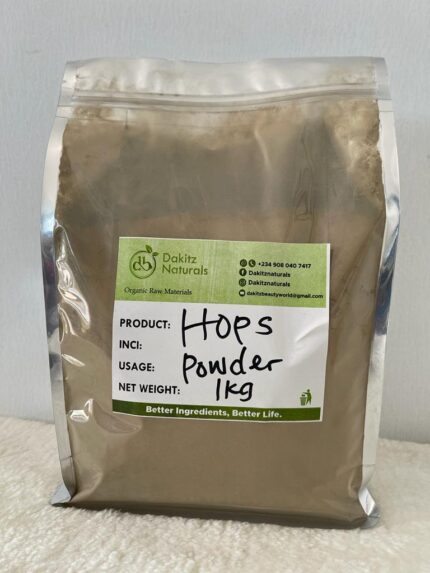 Dakitz
Naturals
Organic Raw Materials
+234 908 040 7417
Dakitznaturals
Dakitznaturals
dakitzbeautyworld@gmail.com
PRODUCT: Hops
INCI:
USAGE: Powder
NET WEIGHT: 1kg
Better Ingredients, Better Life.